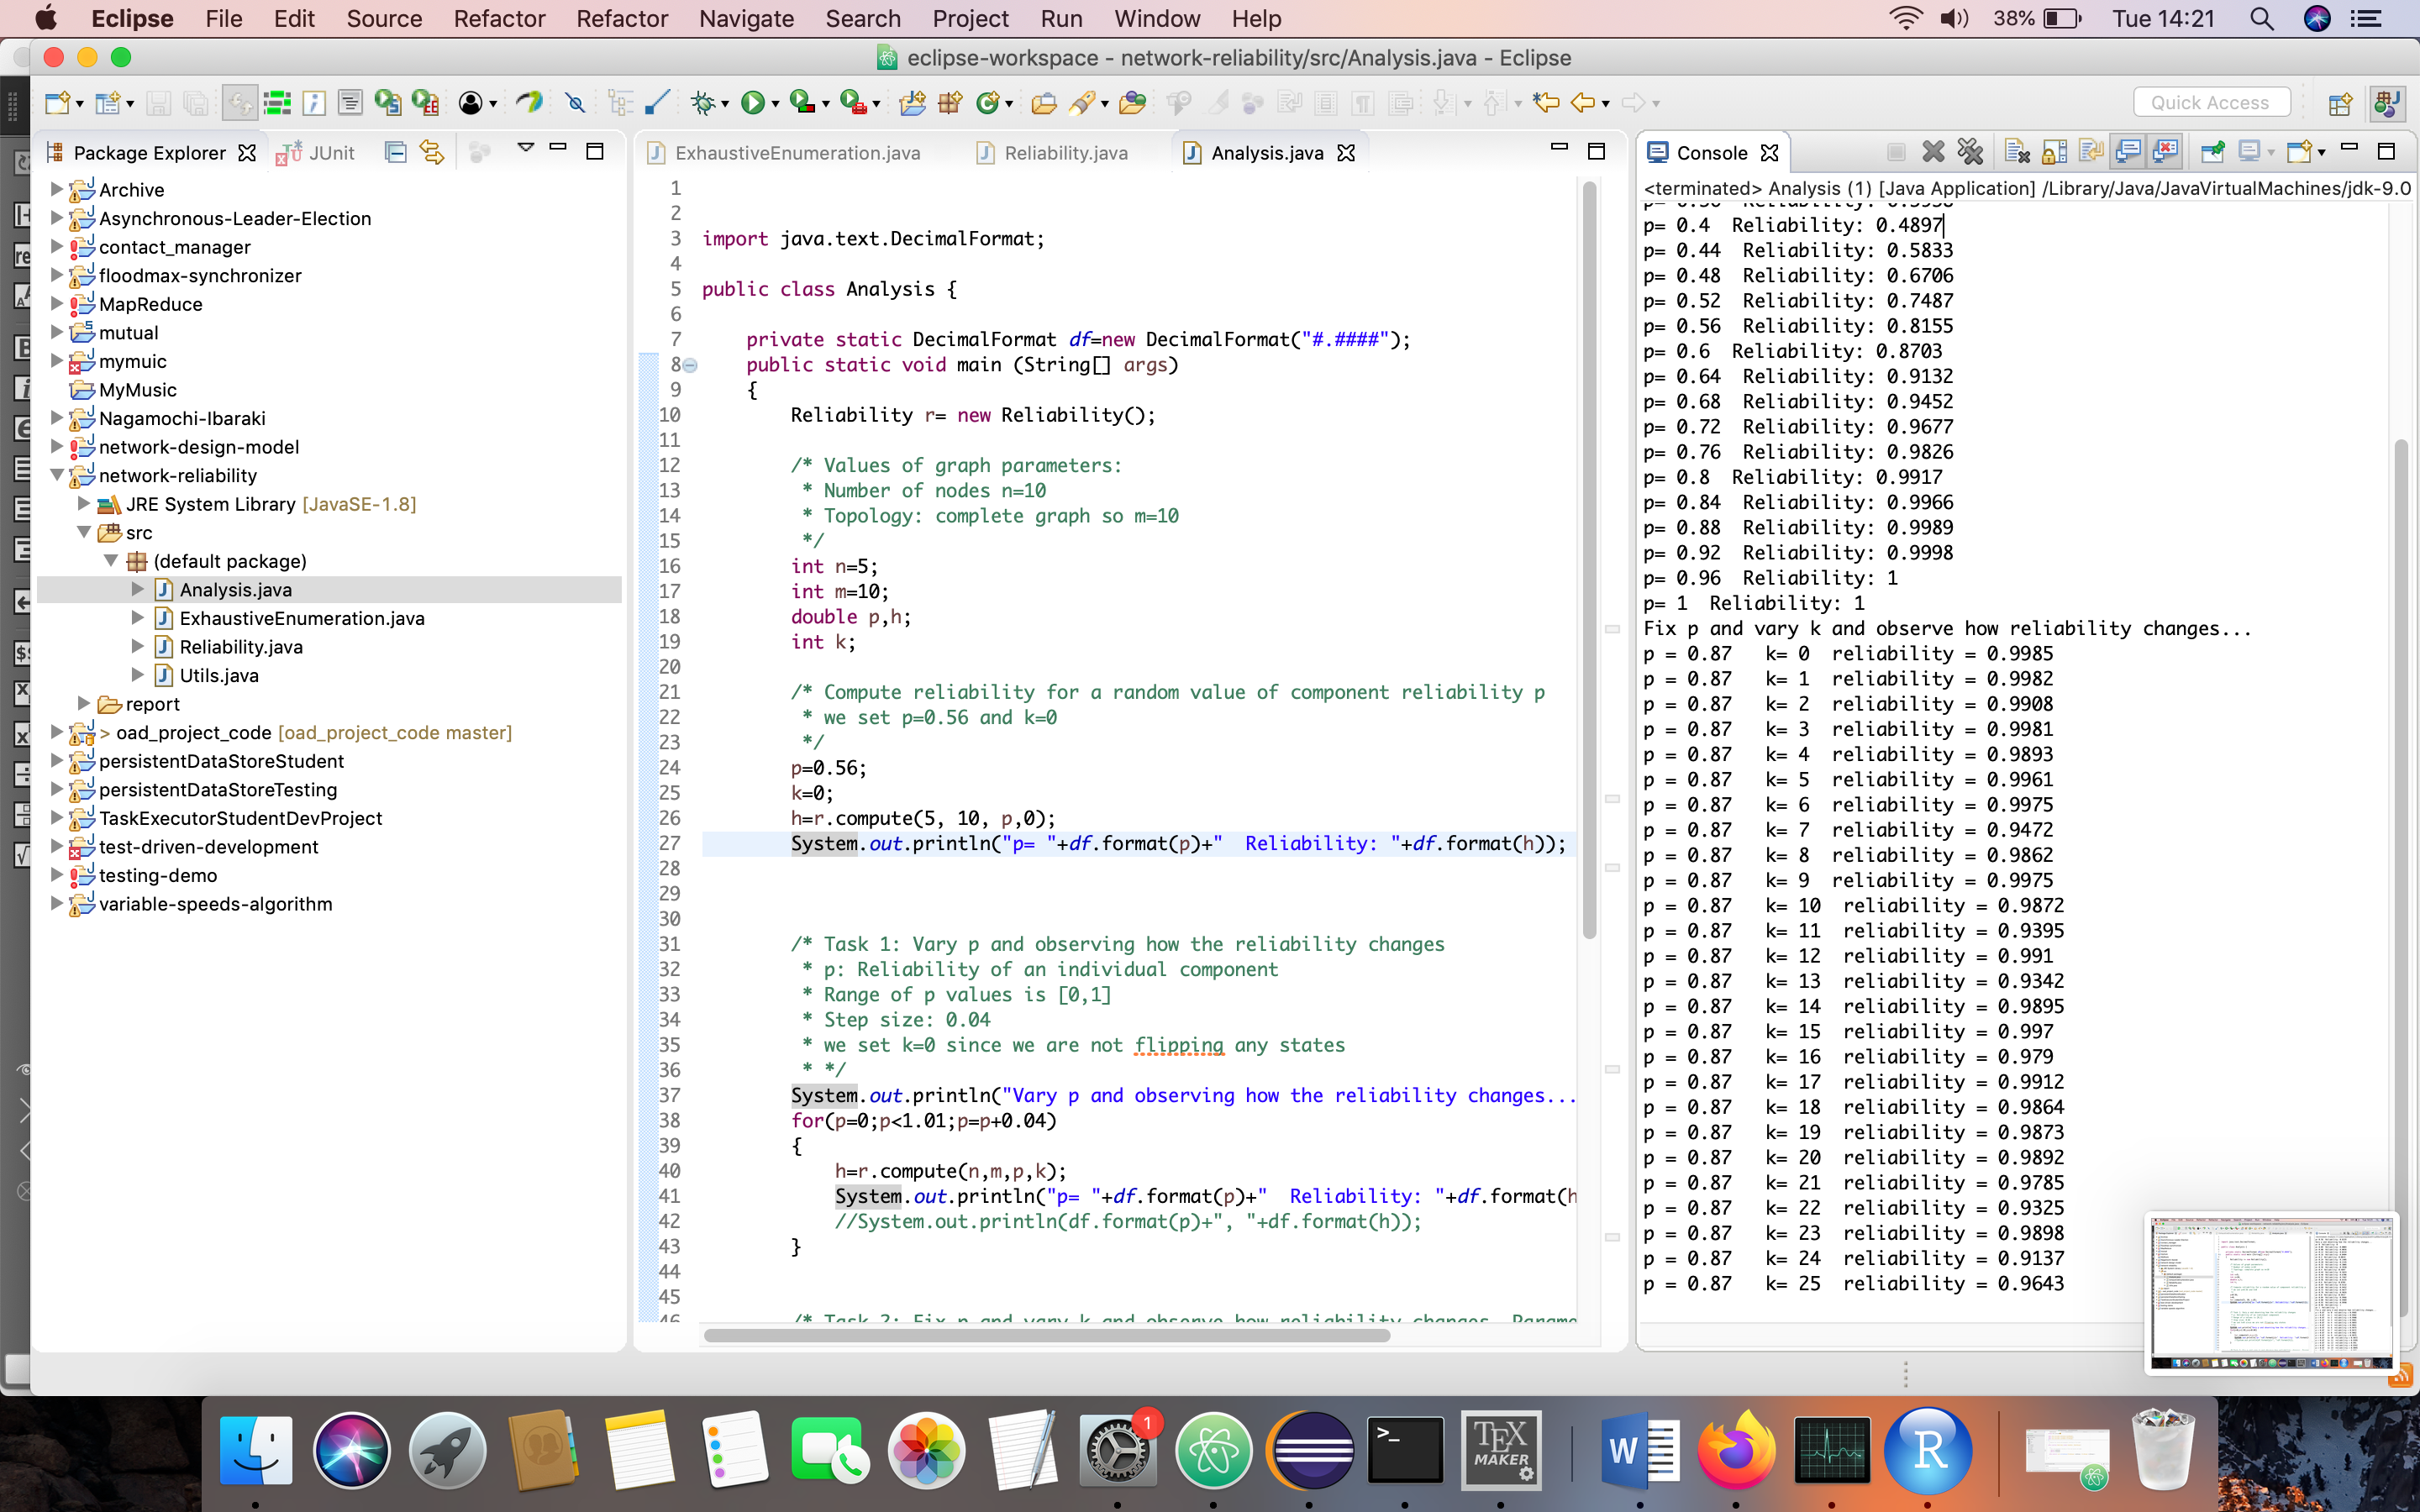 Eclipse File Edit Source Refactor Refactor Navigate Search Project Run Window Help 38% Tue 14:21
eclipse-workspace - network-reliability/src/Analysis.java - Eclipse
Quick Access
Package Explorer JUnit
Archive
Asynchronous-Leader-Election
contact_manager
floodmax-synchronizer
MapReduce
mutual
mymuic
MyMusic
Nagamochi-Ibaraki
network-design-model
network-reliability
JRE System Library [JavaSE-1.8]
src
(default package)
Analysis.java
ExhaustiveEnumeration.java
Reliability.java
Utils.java
report
> oad_project_code [oad_project_code master]
persistentDataStoreStudent
persistentDataStoreTesting
TaskExecutorStudentDevProject
test-driven-development
testing-demo
variable-speeds-algorithm
ExhaustiveEnumeration.java Reliability.java Analysis.java
1
2
3 import java.text.DecimalFormat;
4
5 public class Analysis {
6
7 private static DecimalFormat df=new DecimalFormat("#.####");
8 public static void main (String[] args)
9 {
10 Reliability r= new Reliability();
11
12 /* Values of graph parameters:
13 * Number of nodes n=10
14 * Topology: complete graph so m=10
15 */
16 int n=5;
17 int m=10;
18 double p,h;
19 int k;
20
21 /* Compute reliability for a random value of component reliability p
22 * we set p=0.56 and k=0
23 */
24 p=0.56;
25 k=0;
26 h=r.compute(5, 10, p,0);
27 System.out.println("p= "+df.format(p)+" Reliability: "+df.format(h));
28
29
30
31 /* Task 1: Vary p and observing how the reliability changes
32 * p: Reliability of an individual component
33 * Range of p values is [0,1]
34 * Step size: 0.04
35 * we set k=0 since we are not flipping any states
36 * */
37 System.out.println("Vary p and observing how the reliability changes...
38 for(p=0;p<1.01;p=p+0.04)
39 {
40 h=r.compute(n,m,p,k);
41 System.out.println("p= "+df.format(p)+" Reliability: "+df.format(h
42 //System.out.println(df.format(p)+", "+df.format(h));
43 }
44
45
46 /* Task 2: Fix p and vary k and observe how reliability changes. Parame
Console
<terminated> Analysis (1) [Java Application] /Library/Java/JavaVirtualMachines/jdk-9.0
p= 0.4 Reliability: 0.4897
p= 0.44 Reliability: 0.5833
p= 0.48 Reliability: 0.6706
p= 0.52 Reliability: 0.7487
p= 0.56 Reliability: 0.8155
p= 0.6 Reliability: 0.8703
p= 0.64 Reliability: 0.9132
p= 0.68 Reliability: 0.9452
p= 0.72 Reliability: 0.9677
p= 0.76 Reliability: 0.9826
p= 0.8 Reliability: 0.9917
p= 0.84 Reliability: 0.9966
p= 0.88 Reliability: 0.9989
p= 0.92 Reliability: 0.9998
p= 0.96 Reliability: 1
p= 1 Reliability: 1
Fix p and vary k and observe how reliability changes...
p = 0.87 k= 0 reliability = 0.9985
p = 0.87 k= 1 reliability = 0.9982
p = 0.87 k= 2 reliability = 0.9908
p = 0.87 k= 3 reliability = 0.9981
p = 0.87 k= 4 reliability = 0.9893
p = 0.87 k= 5 reliability = 0.9961
p = 0.87 k= 6 reliability = 0.9975
p = 0.87 k= 7 reliability = 0.9472
p = 0.87 k= 8 reliability = 0.9862
p = 0.87 k= 9 reliability = 0.9975
p = 0.87 k= 10 reliability = 0.9872
p = 0.87 k= 11 reliability = 0.9395
p = 0.87 k= 12 reliability = 0.991
p = 0.87 k= 13 reliability = 0.9342
p = 0.87 k= 14 reliability = 0.9895
p = 0.87 k= 15 reliability = 0.997
p = 0.87 k= 16 reliability = 0.979
p = 0.87 k= 17 reliability = 0.9912
p = 0.87 k= 18 reliability = 0.9864
p = 0.87 k= 19 reliability = 0.9873
p = 0.87 k= 20 reliability = 0.9892
p = 0.87 k= 21 reliability = 0.9785
p = 0.87 k= 22 reliability = 0.9325
p = 0.87 k= 23 reliability = 0.9898
p = 0.87 k= 24 reliability = 0.9137
p = 0.87 k= 25 reliability = 0.9643
1
>_
TEX
MAKER
W
R